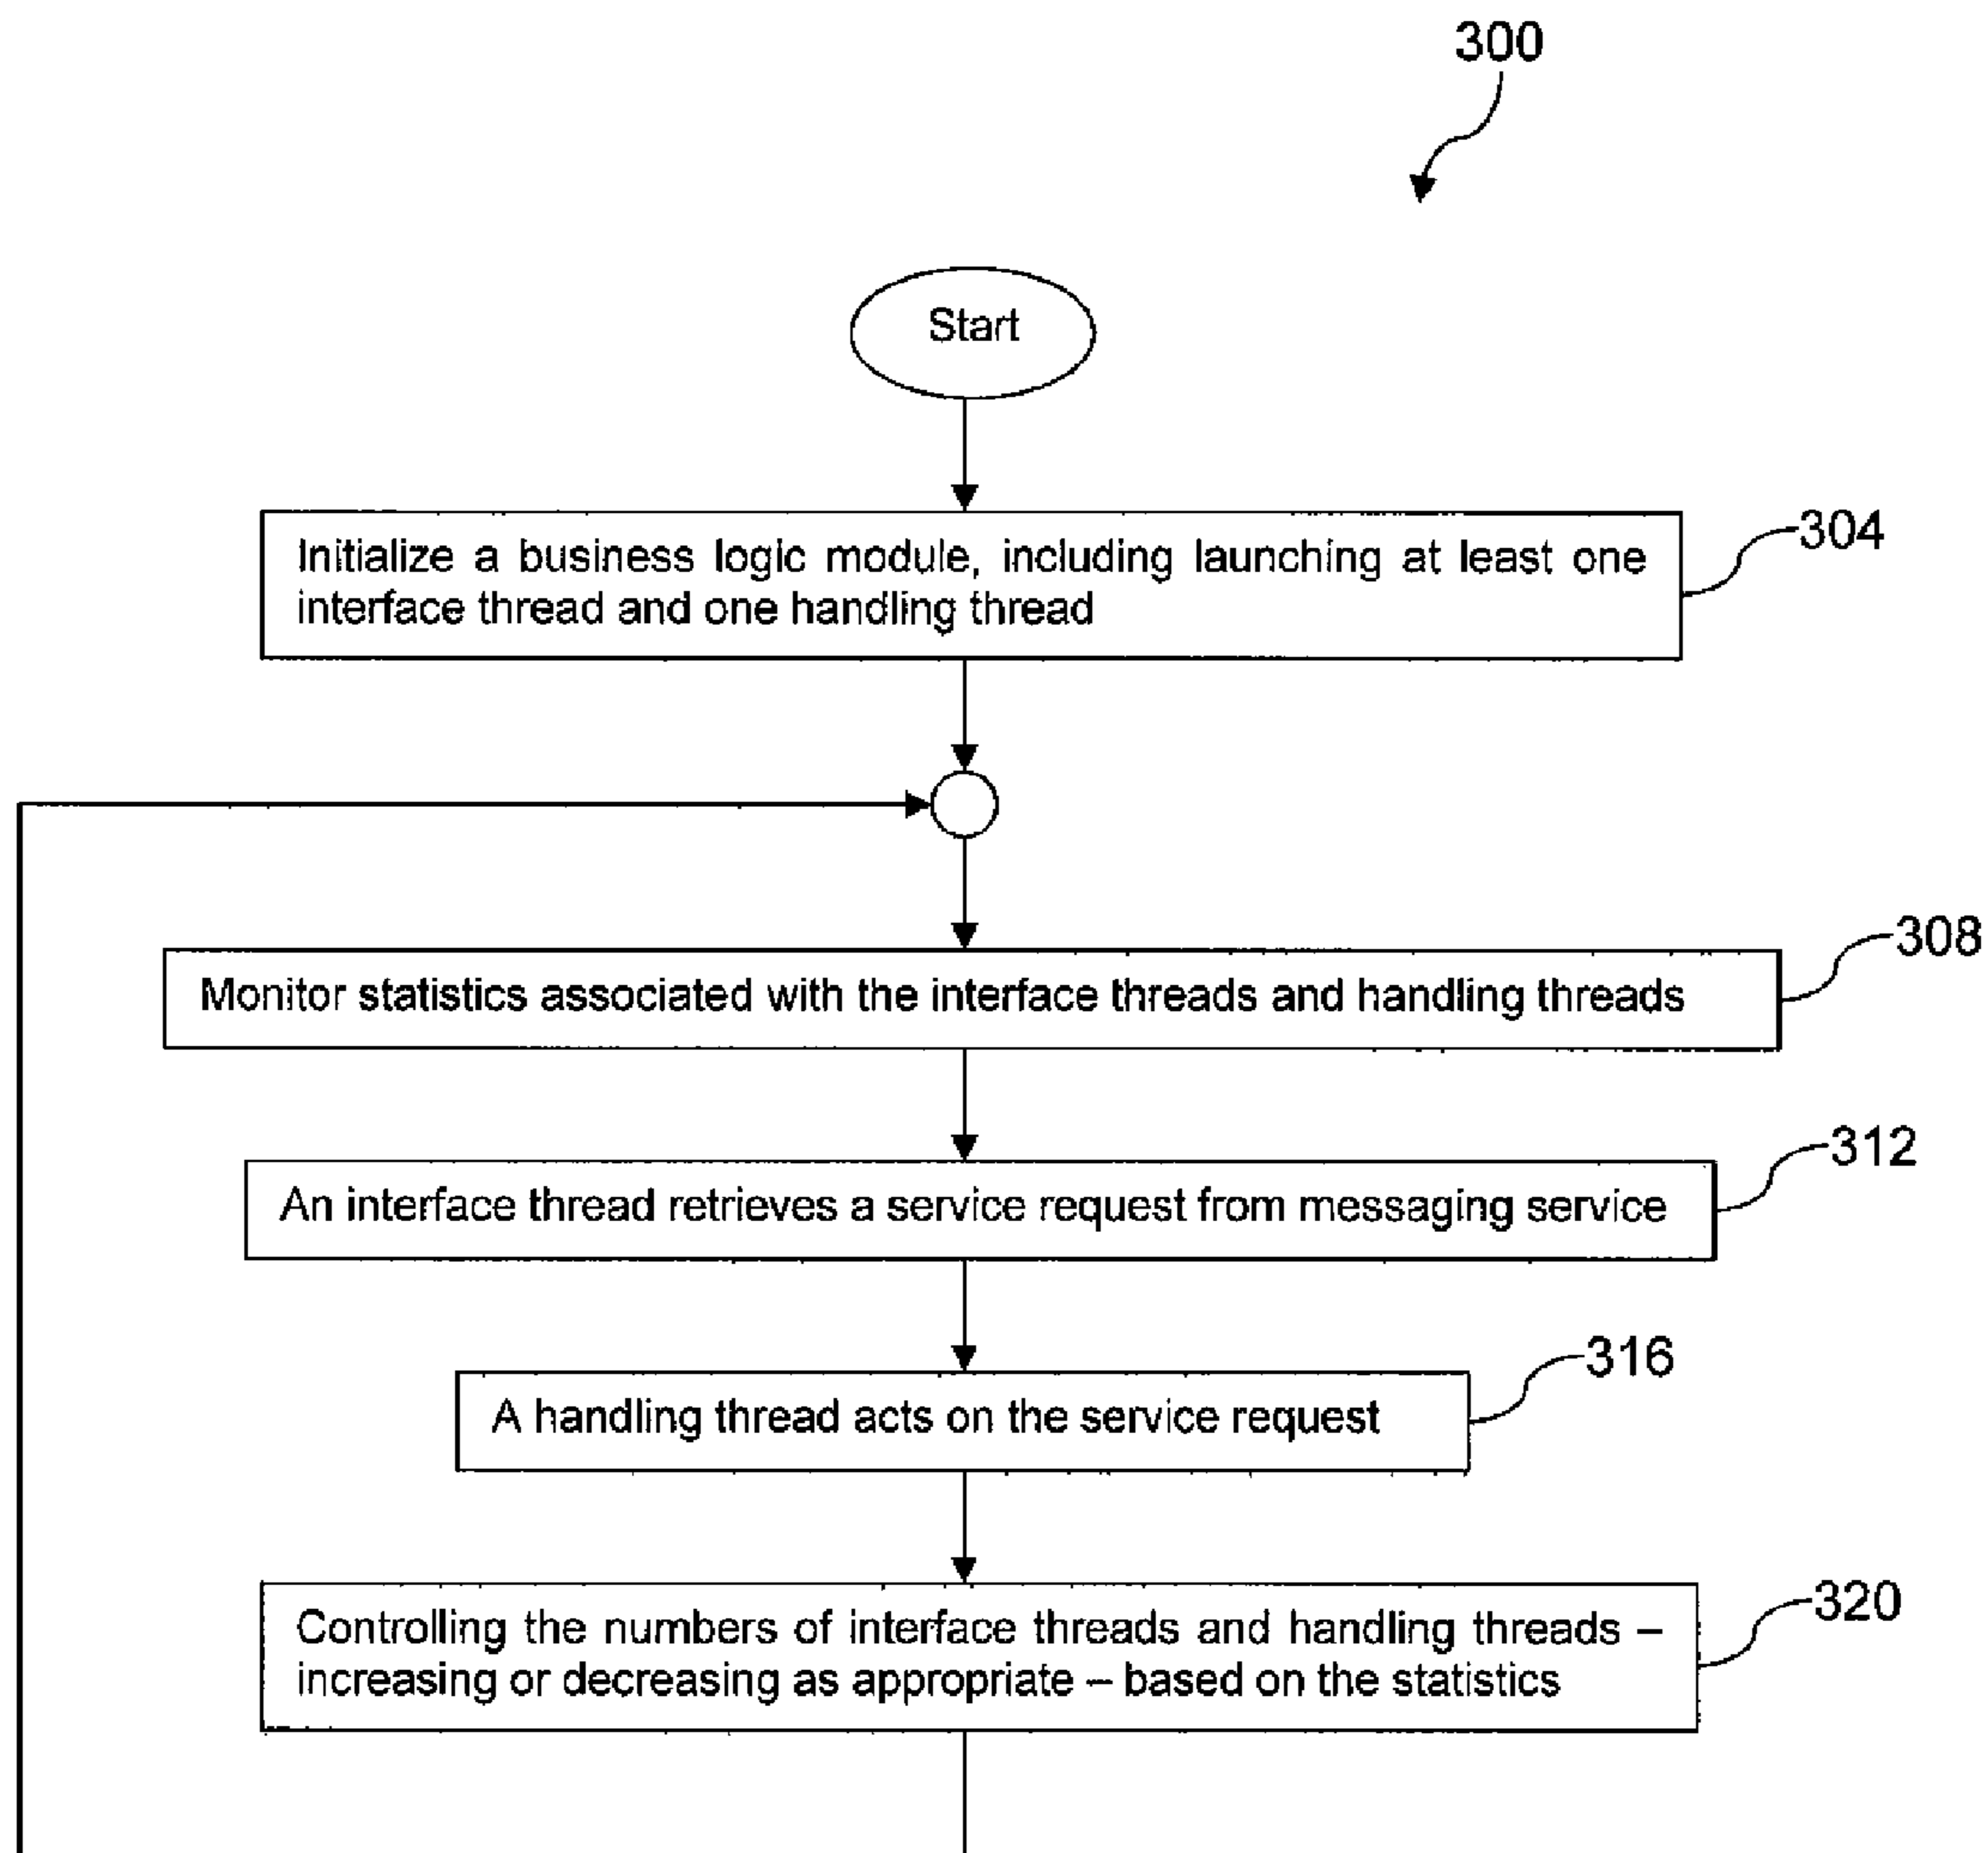 300
Start
304
Initialize a business logic module, including launching at least one
interface thread and one handling thread
308
Monitor statistics associated with the interface threads and handling threads
312
An interface thread retrieves a service request from messaging service
316
A handling thread acts on the service request
320
Controlling the numbers of interface threads and handling threads –
increasing or decreasing as appropriate – based on the statistics